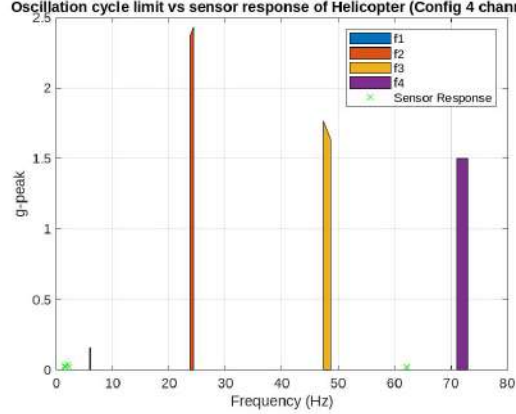 Oscillation cycle limit vs sensor response of Helicopter (Config 4 chann
2.5
2
1.5
1
0.5
0
g-peak
f1
f2
f3
f4
Sensor Response
0 10 20 30 40 50 60 70 80
Frequency (Hz)